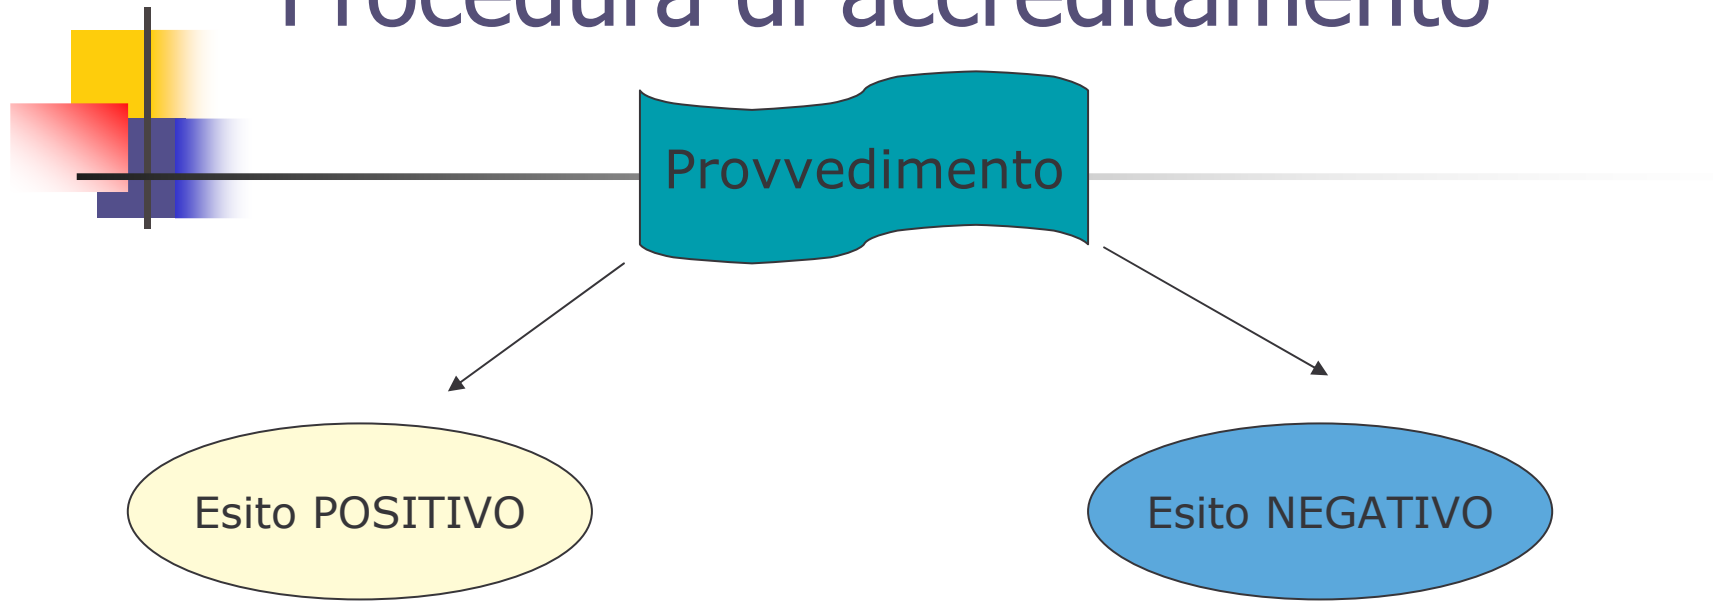 Procedura di accreditamento
Provvedimento
Esito POSITIVO
Esito NEGATIVO